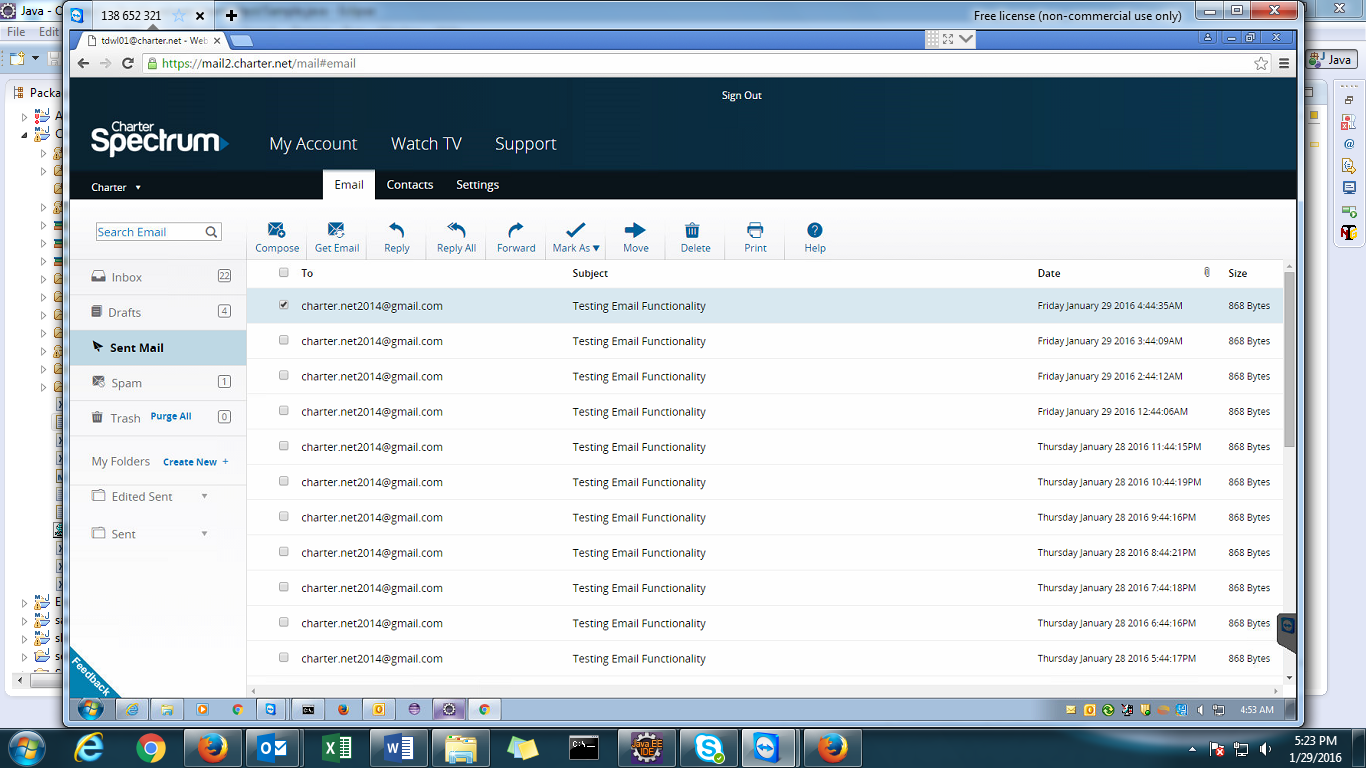 Java - C
138 652 321
Free license (non-commercial use only)
File Edit
tdwl01@charter.net - Web
https://mail2.charter.net/mail#email
Java
Packa
Sign Out
Charter
Spectrum
My Account Watch TV Support
Charter
Email Contacts Settings
Search Email
Compose Get Email Reply Reply All Forward Mark As Move Delete Print Help
Inbox 22
Drafts 4
Sent Mail
Spam 1
Trash Purge All 0
My Folders Create New +
Edited Sent
Sent
To Subject Date Size
charter.net2014@gmail.com Testing Email Functionality Friday January 29 2016 4:44:35AM 868 Bytes
charter.net2014@gmail.com Testing Email Functionality Friday January 29 2016 3:44:09AM 868 Bytes
charter.net2014@gmail.com Testing Email Functionality Friday January 29 2016 2:44:12AM 868 Bytes
charter.net2014@gmail.com Testing Email Functionality Friday January 29 2016 12:44:06AM 868 Bytes
charter.net2014@gmail.com Testing Email Functionality Thursday January 28 2016 11:44:15PM 868 Bytes
charter.net2014@gmail.com Testing Email Functionality Thursday January 28 2016 10:44:19PM 868 Bytes
charter.net2014@gmail.com Testing Email Functionality Thursday January 28 2016 9:44:16PM 868 Bytes
charter.net2014@gmail.com Testing Email Functionality Thursday January 28 2016 8:44:21PM 868 Bytes
charter.net2014@gmail.com Testing Email Functionality Thursday January 28 2016 7:44:18PM 868 Bytes
charter.net2014@gmail.com Testing Email Functionality Thursday January 28 2016 6:44:16PM 868 Bytes
charter.net2014@gmail.com Testing Email Functionality Thursday January 28 2016 5:44:17PM 868 Bytes
Feedback
4:53 AM
Java EE
IDE
5:23 PM
1/29/2016